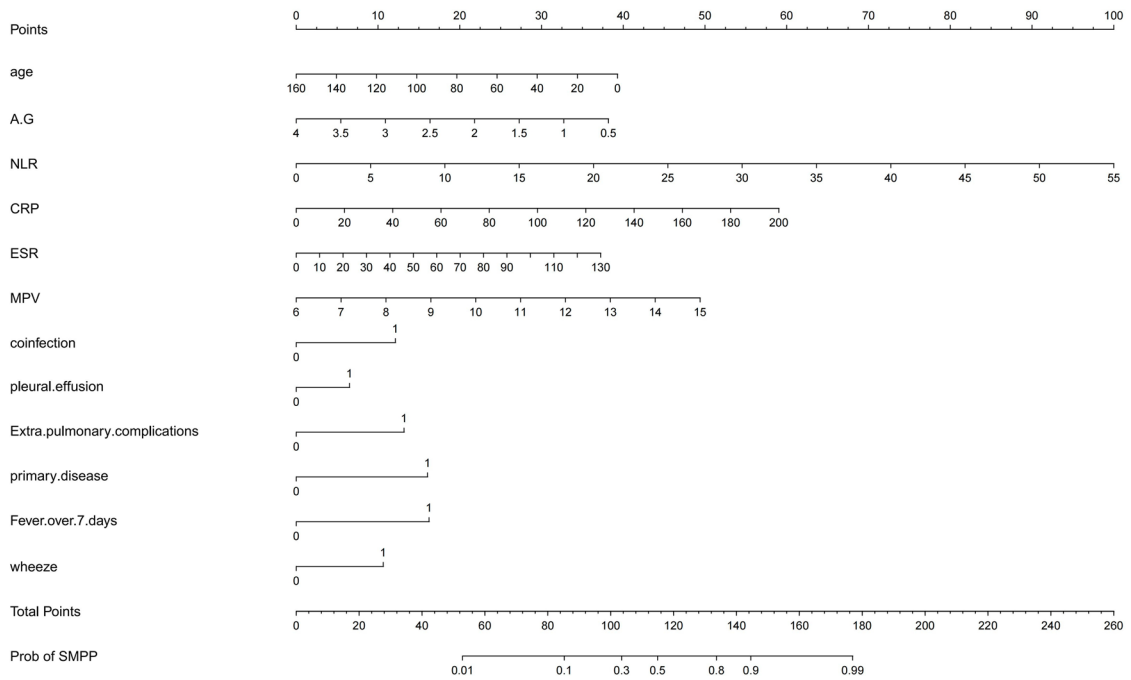 0 10 20 30 40 50 60 70 80 90 100
Points
age
160 140 120 100 80 60 40 20 0
A.G
4 3.5 3 2.5 2 1.5 1 0.5
NLR
0 5 10 15 20 25 30 35 40 45 50 55
CRP
0 20 40 60 80 100 120 140 160 180 200
ESR
0 10 20 30 40 50 60 70 80 90 110 130
MPV
6 7 8 9 10 11 12 13 14 15
1
coinfection
0
1
pleural.effusion
0
1
Extra.pulmonary.complications
0
1
primary.disease
0
1
Fever.over.7.days
0
1
wheeze
0
Total Points
0 20 40 60 80 100 120 140 160 180 200 220 240 260
Prob of SMPP
0.01 0.1 0.3 0.5 0.8 0.9 0.99